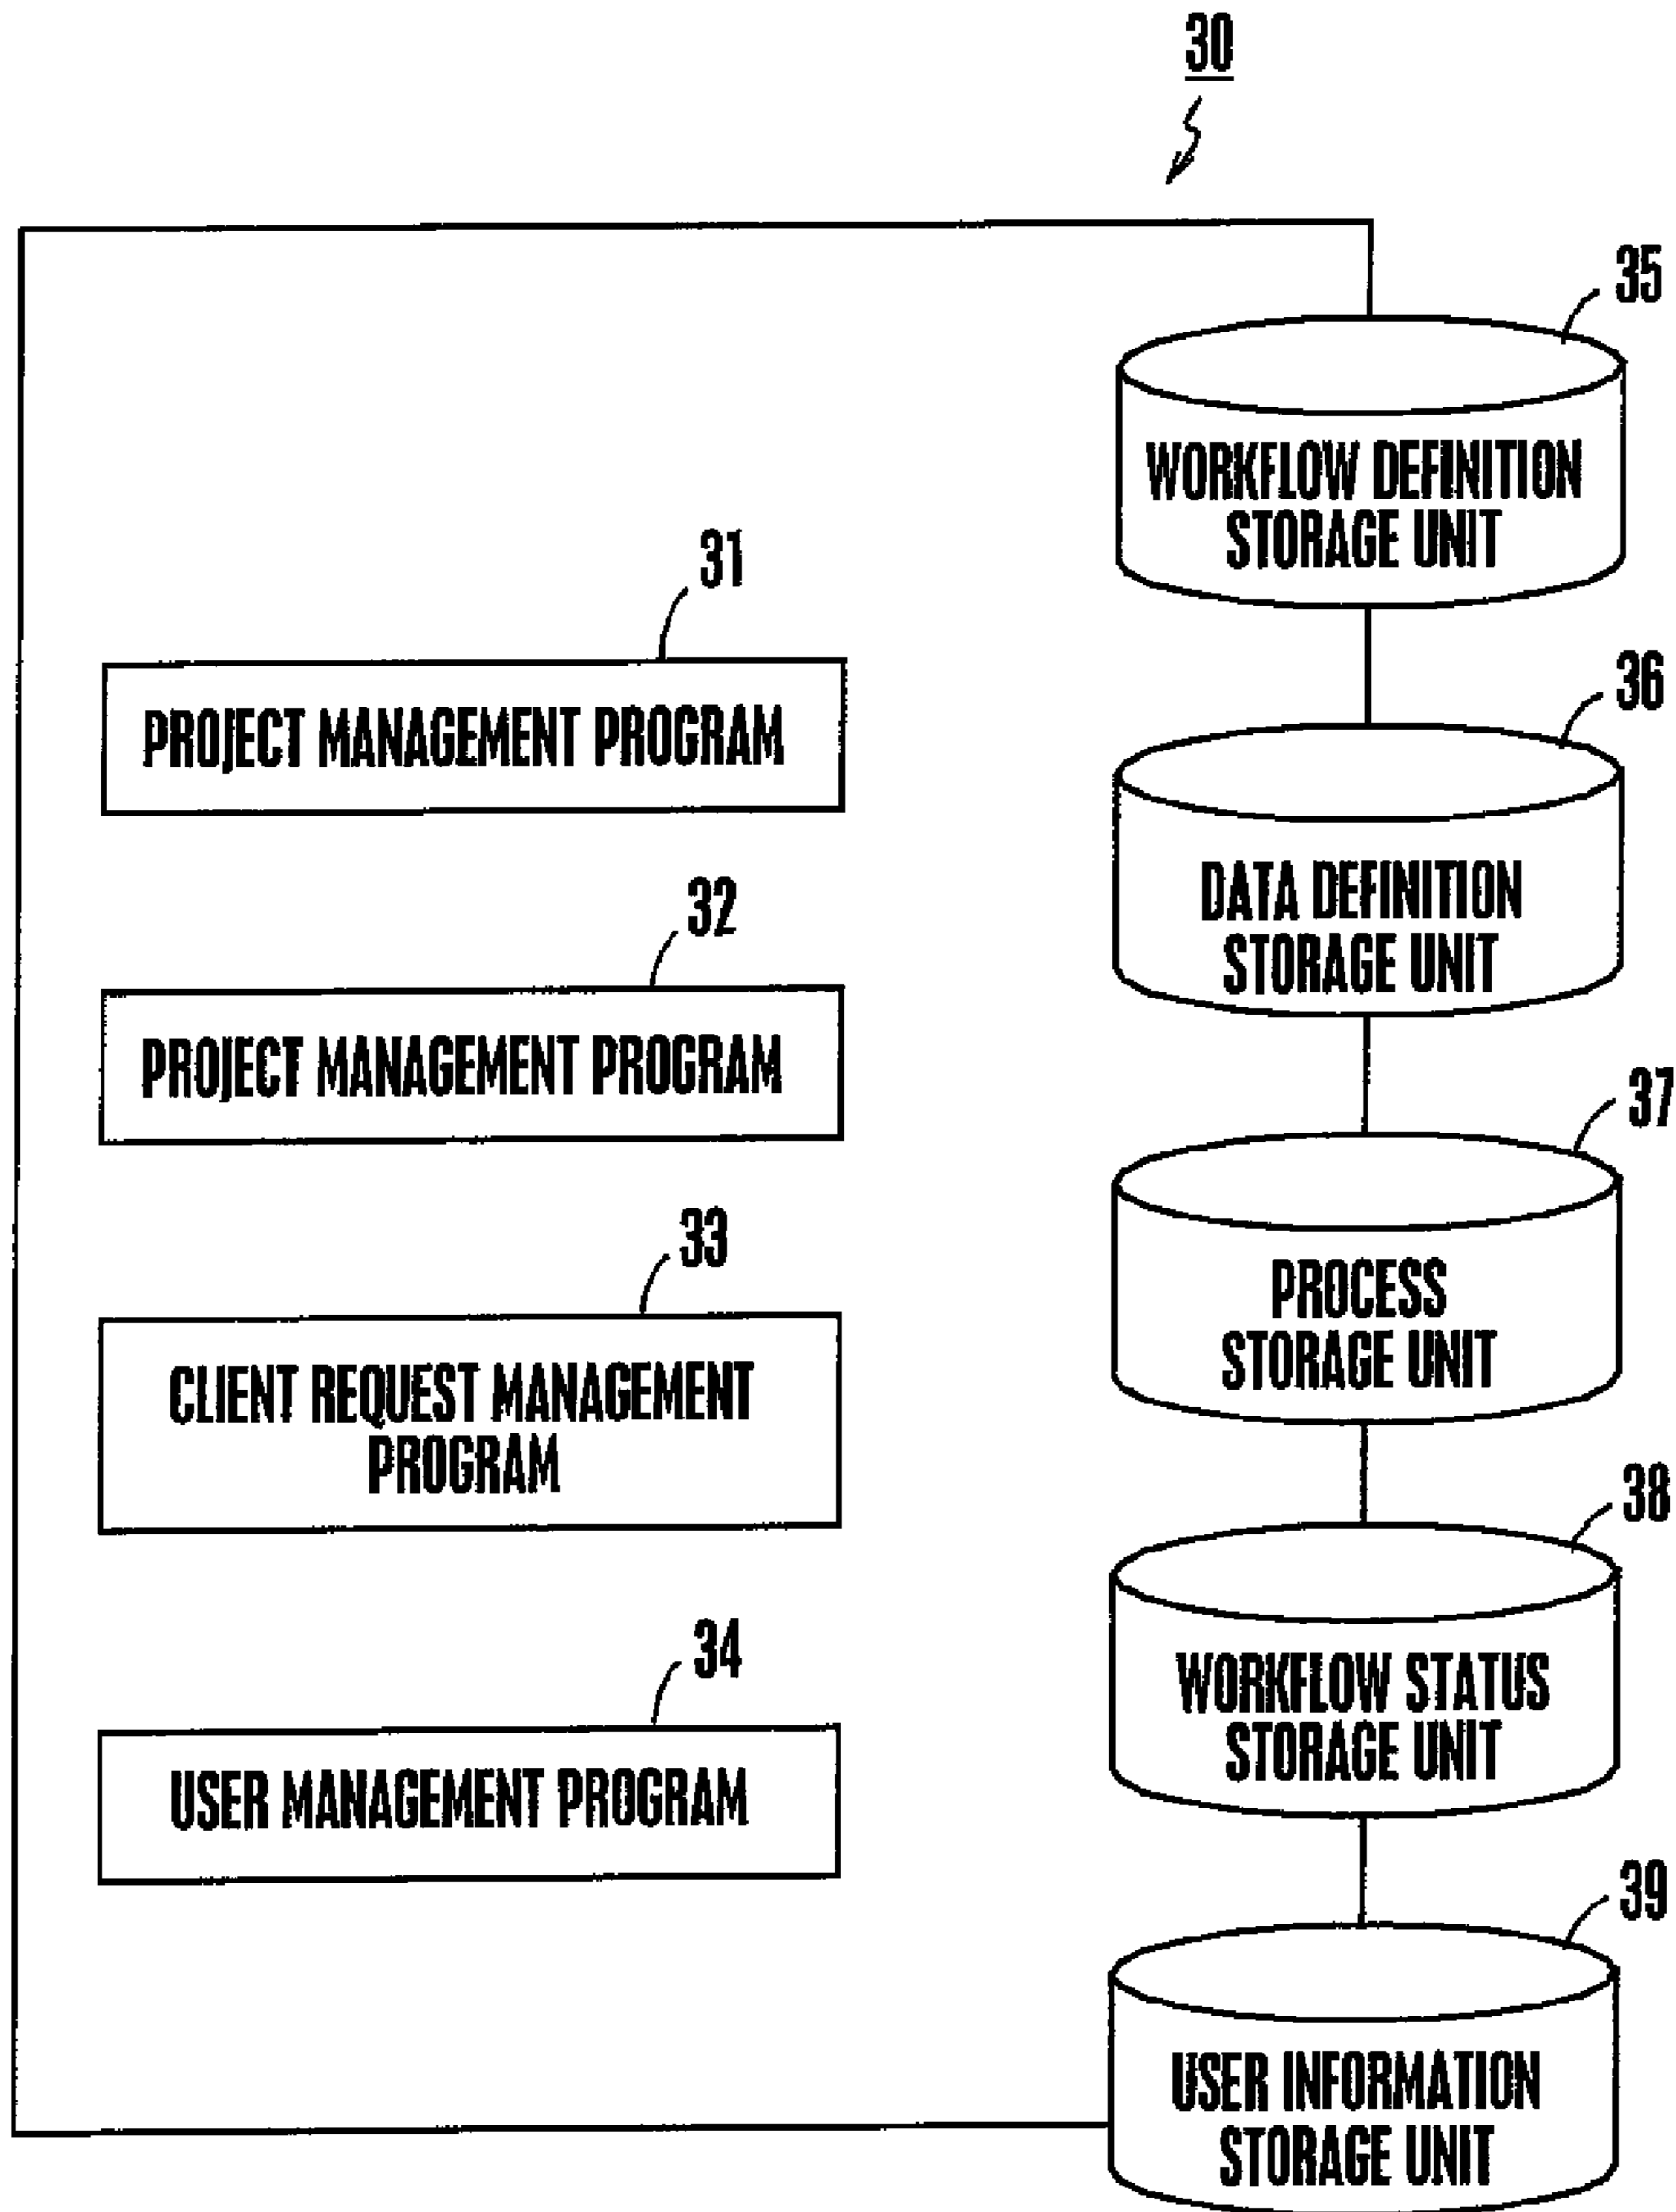 30
35
WORKFLOW DEFINITION
STORAGE UNIT
31
PROJECT MANAGEMENT PROGRAM
36
DATA DEFINITION
STORAGE UNIT
32
PROJECT MANAGEMENT PROGRAM
37
PROCESS
STORAGE UNIT
33
CLIENT REQUEST MANAGEMENT
PROGRAM
38
WORKFLOW STATUS
STORAGE UNIT
34
USER MANAGEMENT PROGRAM
39
USER INFORMATION
STORAGE UNIT